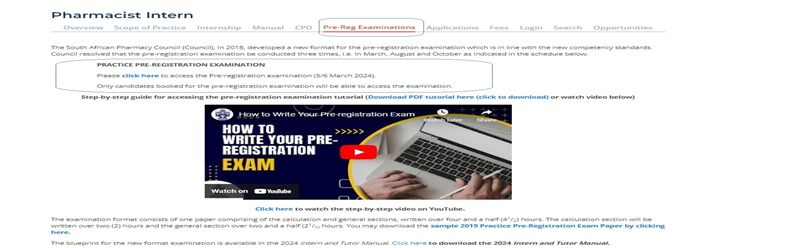 Pharmacist Intern
Overview Scope of Practice Internship Manual CPD Pre-Reg Examinations Applications Fees Login Search Opportunities
The South African Pharmacy Council (Council), in 2018, developed a new format for the pre-registration examination which is in line with the new competency standards.
Council resolved that the pre-registration examination be conducted three times, i.e. in March, August and October as indicated in the schedule below.
PRACTICE PRE-REGISTRATION EXAMINATION
Please click here to access the Pre-registration examination (5/6 March 2024).
Only candidates booked for the pre-registration examination will be able to access the examination.
Step-by-step guide for accessing the pre-registration examination tutorial (Download PDF tutorial here (click to download) or watch video below)
How to Write Your Pre-registration Exam
Watch later Share
HOW TO
WRITE YOUR PRE-
REGISTRATION
EXAM
Watch on YouTube
Click here to watch the step-by-step video on YouTube.
The examination format consists of one paper comprising of the calculation and general sections, written over four and a half (4¹/₂) hours. The calculation section will be
written over two (2) hours and the general section over two and a half (2¹/₂) hours. You may download the sample 2019 Practice Pre-Registration Exam Paper by clicking
here.
The blueprint for the new format examination is available in the 2024 Intern and Tutor Manual. Click here to download the 2024 Intern and Tutor Manual.